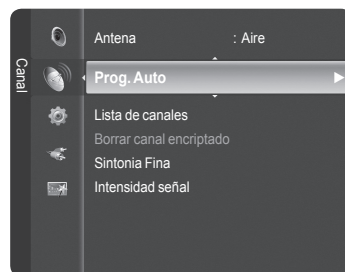 Canal
Antena : Aire
Prog. Auto
Lista de canales
Borrar canal encriptado
Sintonia Fina
Intensidad señal